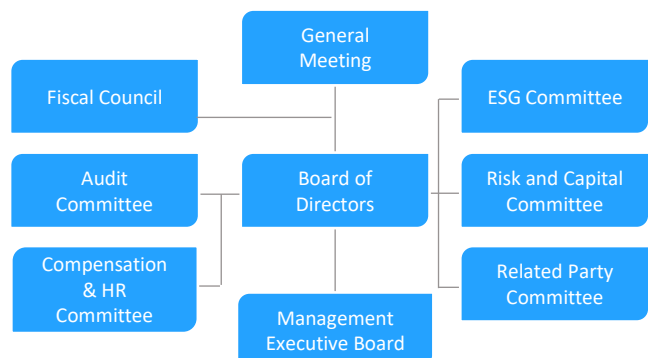 General
Meeting
Fiscal Council
ESG Committee
Audit
Committee
Board of
Directors
Risk and Capital
Committee
Compensation
& HR
Committee
Related Party
Committee
Management
Executive Board